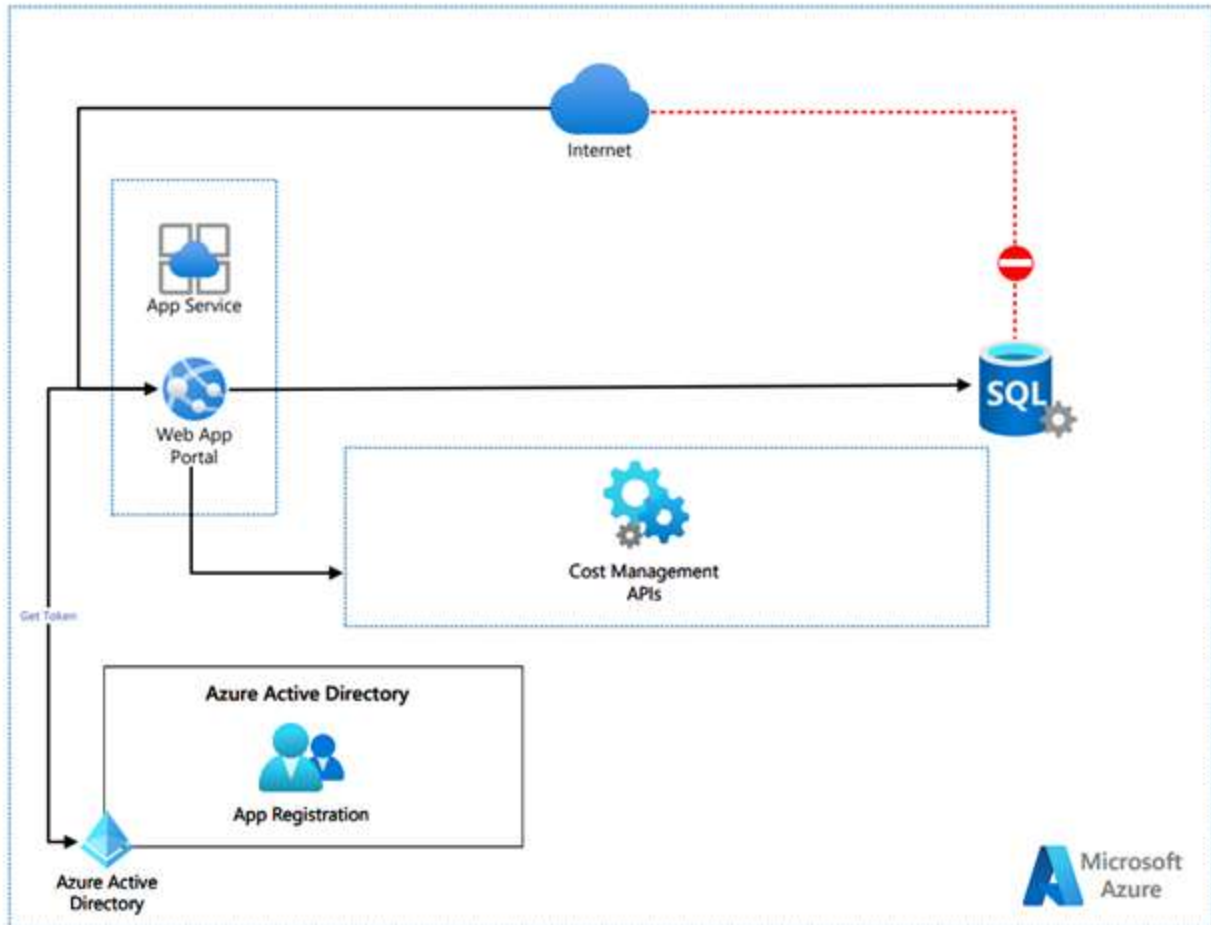 Internet
App Service
SQL
Web App
Portal
Cost Management
APIs
Get Token
Azure Active Directory
App Registration
Azure Active
Directory
Microsoft
Azure